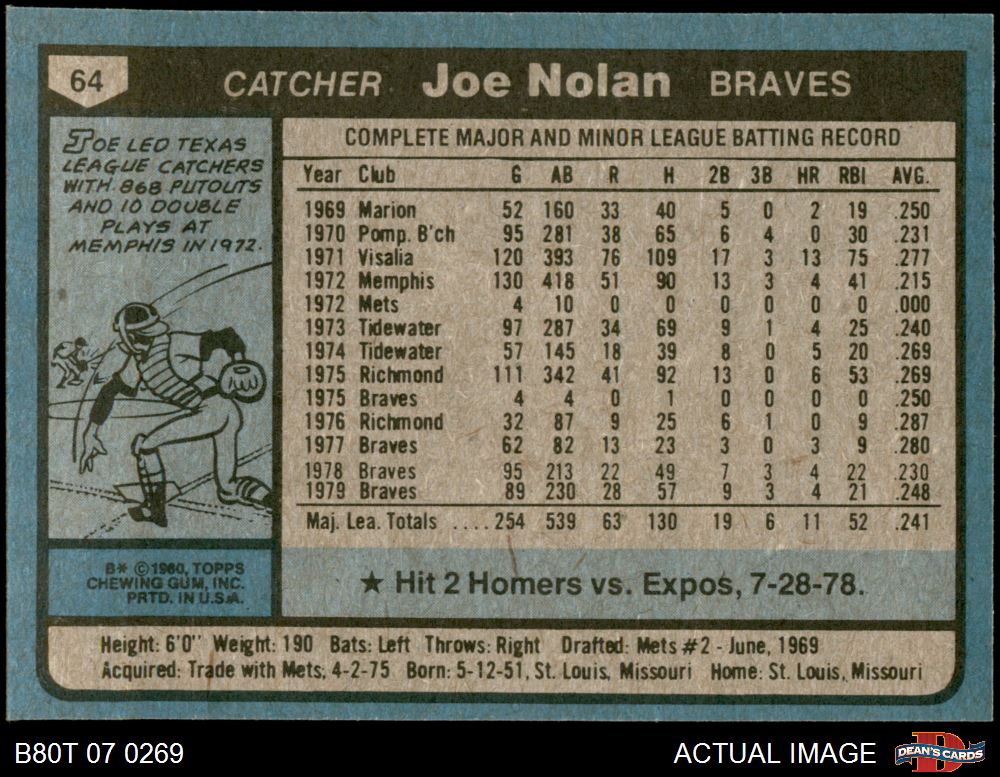 64
CATCHER Joe Nolan BRAVES
JOE LED TEXAS
LEAGUE CATCHERS
WITH 868 PUTOUTS
AND 10 DOUBLE
PLAYS AT
MEMPHIS IN 1972.
COMPLETE MAJOR AND MINOR LEAGUE BATTING RECORD
Year Club G AB R H 2B 3B HR RBI AVG.
1969 Marion 52 160 33 40 5 0 2 19 .250
1970 Pomp. B'ch 95 281 38 65 6 4 0 30 .231
1971 Visalia 120 393 76 109 17 3 13 75 .277
1972 Memphis 130 418 51 90 13 3 4 41 .215
1972 Mets 4 10 0 0 0 0 0 0 .000
1973 Tidewater 97 287 34 69 9 1 4 25 .240
1974 Tidewater 57 145 18 39 8 0 5 20 .269
1975 Richmond 111 342 41 92 13 0 6 53 .269
1975 Braves 4 4 0 1 0 0 0 0 .250
1976 Richmond 32 87 9 25 6 1 0 9 .287
1977 Braves 62 82 13 23 3 0 3 9 .280
1978 Braves 95 213 22 49 7 3 4 22 .230
1979 Braves 89 230 28 57 9 3 4 21 .248
Maj. Lea. Totals ....254 539 63 130 19 6 11 52 .241
B* © 1980, TOPPS
CHEWING GUM, INC.
PRTD. IN U.S.A.
★ Hit 2 Homers vs. Expos, 7-28-78.
Height: 6'0" Weight: 190 Bats: Left Throws: Right Drafted: Mets #2 - June, 1969
Acquired: Trade with Mets, 4-2-75 Born: 5-12-51, St. Louis, Missouri Home: St. Louis, Missouri
B80T 07 0269 ACTUAL IMAGE DEAN'S CARDS